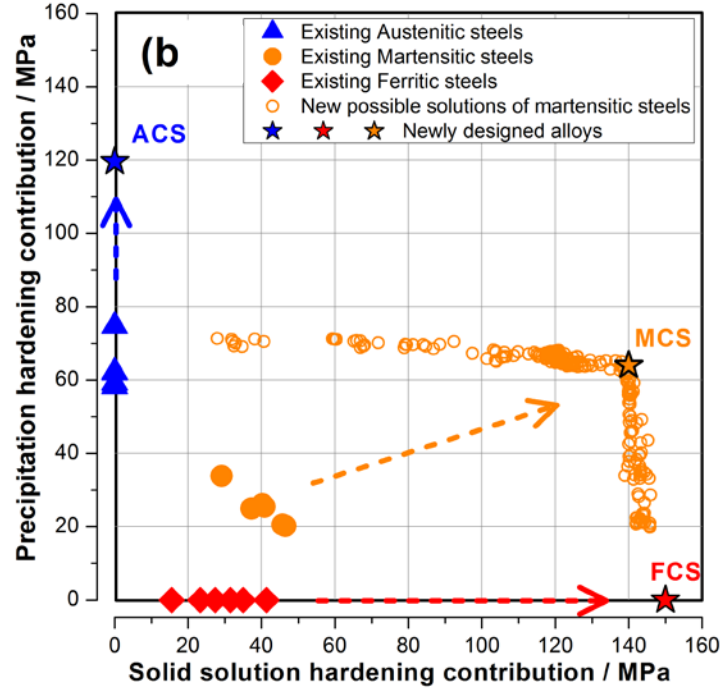 (b)
Existing Austenitic steels
Existing Martensitic steels
Existing Ferritic steels
New possible solutions of martensitic steels
Newly designed alloys
ACS
MCS
FCS
Precipitation hardening contribution / MPa
160
140
120
100
80
60
40
20
0
0 20 40 60 80 100 120 140 160
Solid solution hardening contribution / MPa